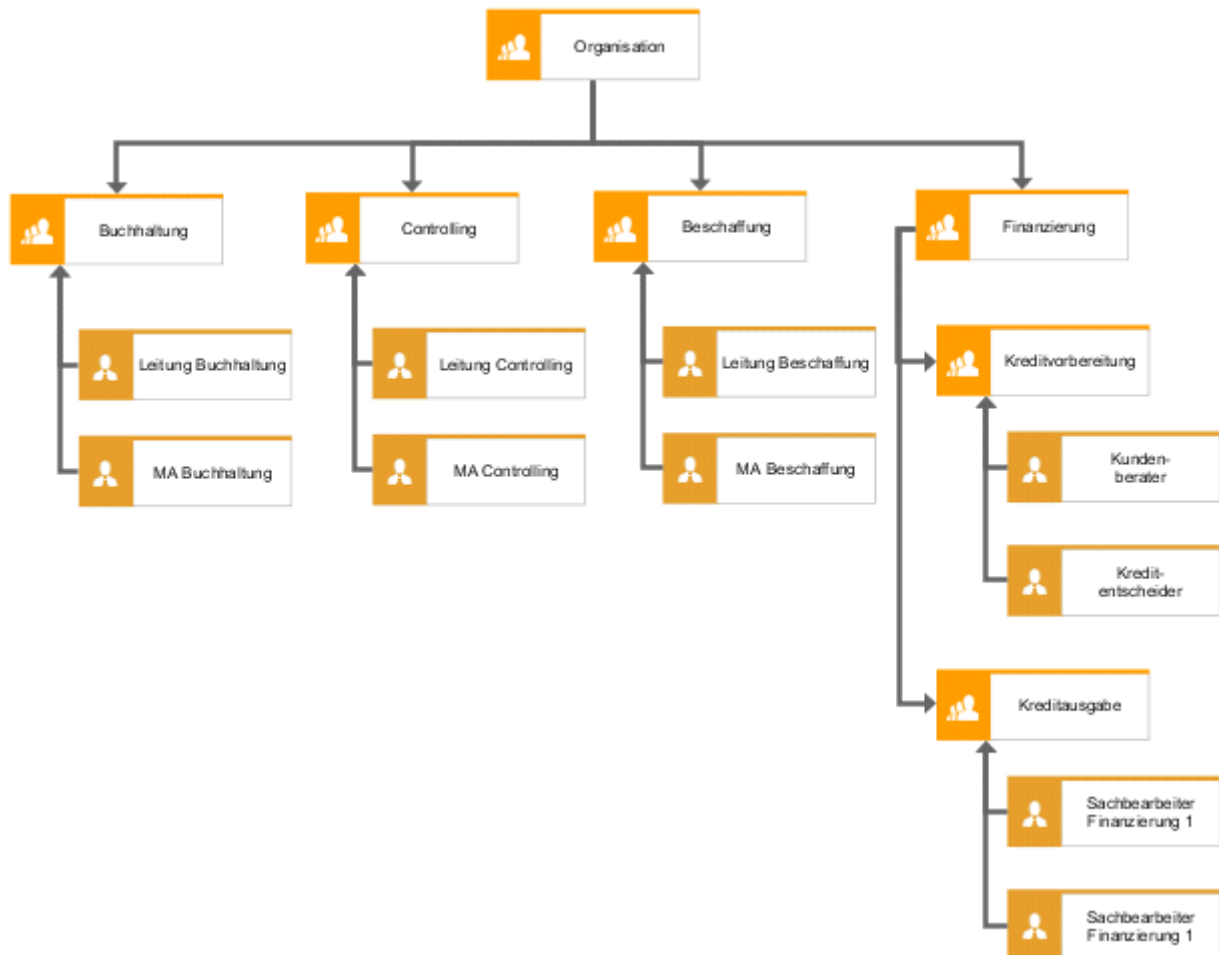 Organisation
Buchhaltung
Controlling
Beschaffung
Finanzierung
Leitung Buchhaltung
Leitung Controlling
Leitung Beschaffung
Kreditvorbereitung
MA Buchhaltung
MA Controlling
MA Beschaffung
Kunden-
berater
Kredit-
entscheider
Kreditausgabe
Sachbearbeiter
Finanzierung 1
Sachbearbeiter
Finanzierung 1